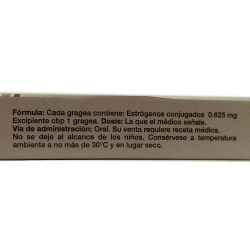 Fórmula: Cada gragea contiene: Estrógenos conjugados 0.625 mg
Excipiente cbp 1 gragea. Dosis: La que el médico señale.
Vía de administración: Oral. Su venta requiere receta médica.
No se deje al alcance de los niños. Consérvese a temperatura
ambiente a no más de 30°C y en lugar seco.